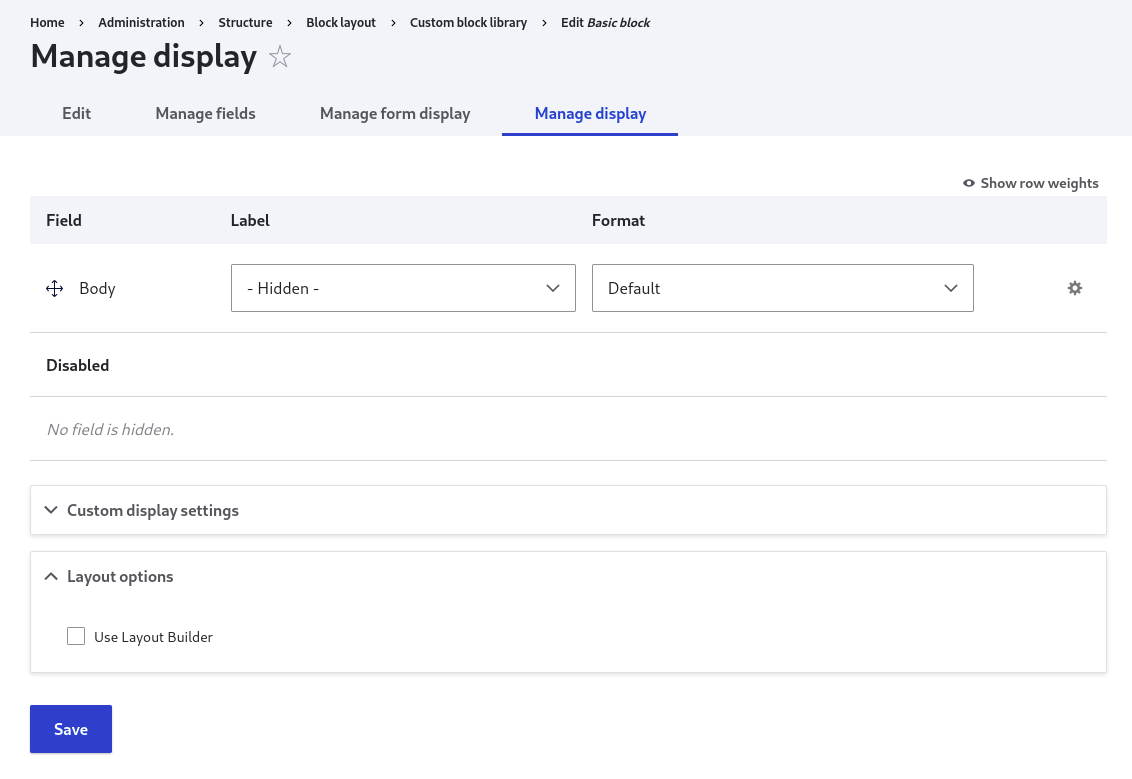 Home › Administration › Structure › Block layout › Custom block library › Edit Basic block
Manage display
Edit Manage fields Manage form display Manage display
Show row weights
Field Label Format
Body - Hidden - Default
Disabled
No field is hidden.
Custom display settings
Layout options
Use Layout Builder
Save